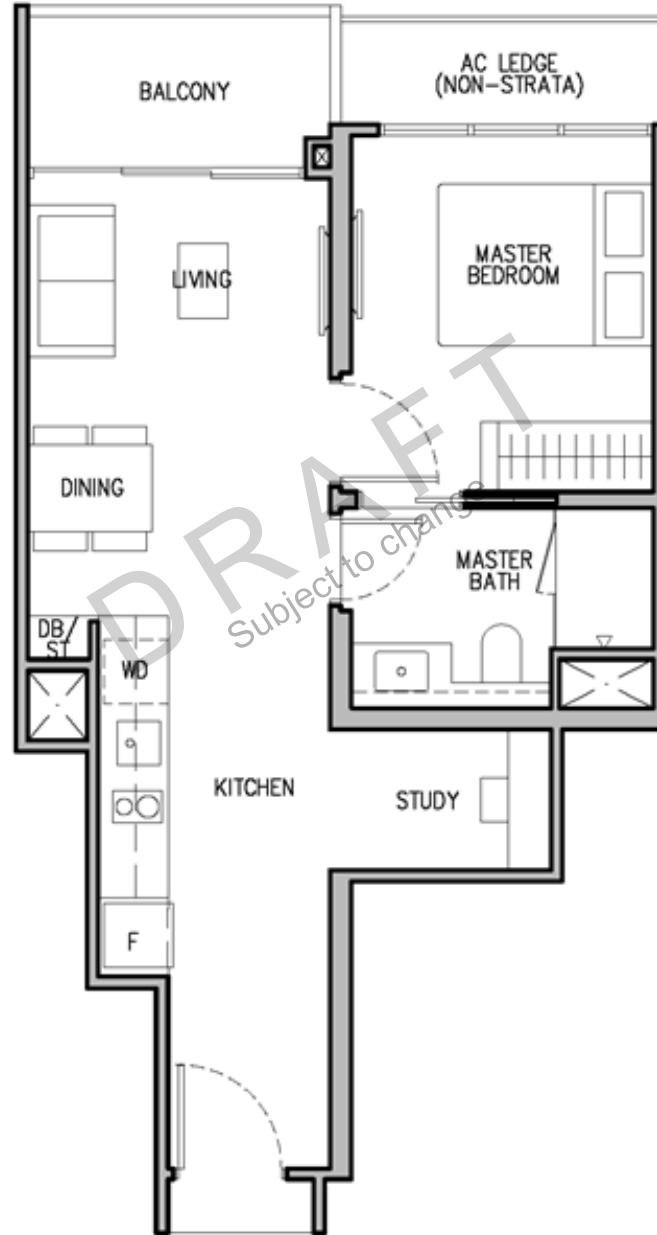 BALCONY
AC LEDGE
(NON-STRATA)
LIVING
MASTER
BEDROOM
DINING
DRAFT
Subject to change
MASTER
BATH
DB/
ST
WD
KITCHEN
STUDY
F